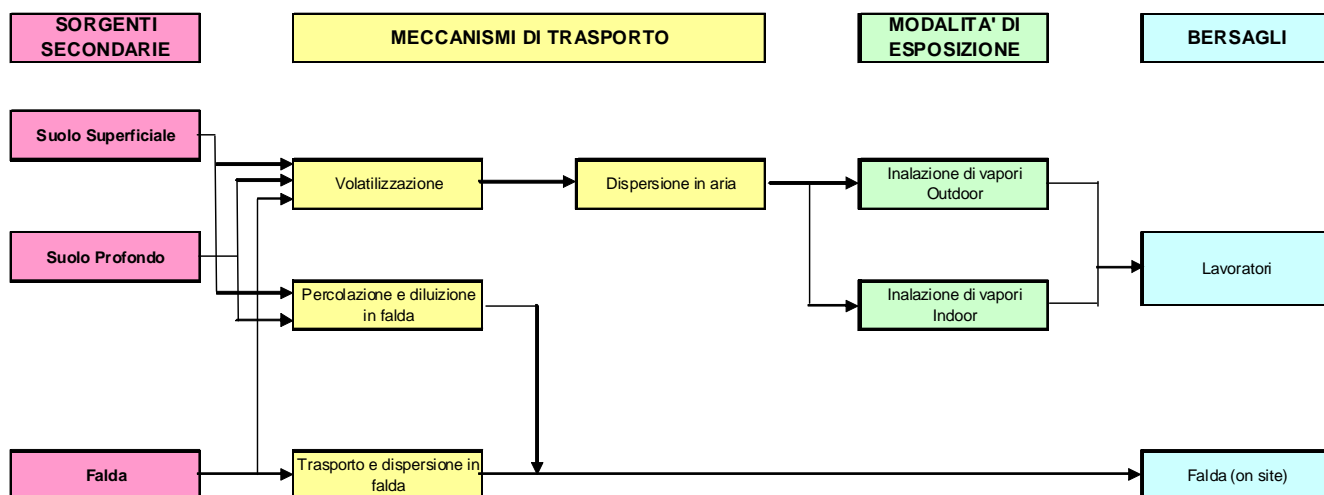 SORGENTI
SECONDARIE
MECCANISMI DI TRASPORTO
MODALITA' DI
ESPOSIZIONE
BERSAGLI
Suolo Superficiale
Volatilizzazione
Dispersione in aria
Inalazione di vapori
Outdoor
Suolo Profondo
Lavoratori
Percolazione e diluizione
in falda
Inalazione di vapori
Indoor
Falda
Trasporto e dispersione in
falda
Falda (on site)